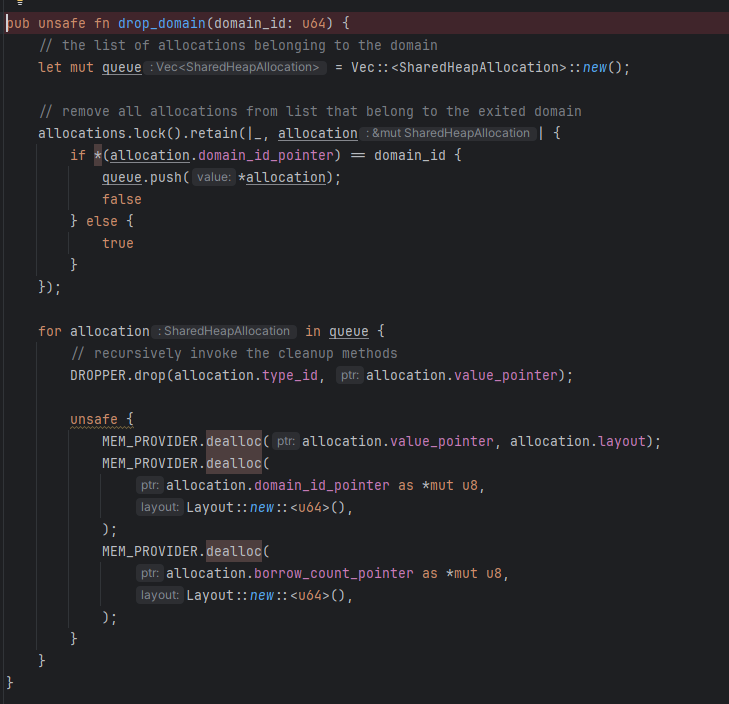 pub unsafe fn drop_domain(domain_id: u64) {
    // the list of allocations belonging to the domain
    let mut queue : Vec<SharedHeapAllocation> = Vec::<SharedHeapAllocation>::new();

    // remove all allocations from list that belong to the exited domain
    allocations.lock().retain(|_, allocation : &mut SharedHeapAllocation | {
        if *(allocation.domain_id_pointer) == domain_id {
            queue.push( value: *allocation);
            false
        } else {
            true
        }
    });

    for allocation : SharedHeapAllocation in queue {
        // recursively invoke the cleanup methods
        DROPPER.drop(allocation.type_id, ptr: allocation.value_pointer);

        unsafe {
            MEM_PROVIDER.dealloc( ptr: allocation.value_pointer, allocation.layout);
            MEM_PROVIDER.dealloc(
                ptr: allocation.domain_id_pointer as *mut u8,
                layout: Layout::new::<u64>(),
            );
            MEM_PROVIDER.dealloc(
                ptr: allocation.borrow_count_pointer as *mut u8,
                layout: Layout::new::<u64>(),
            );
        }
    }
}